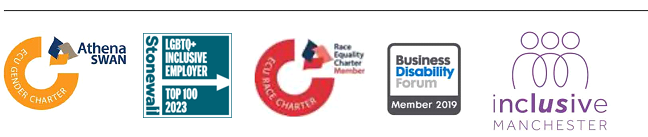 ECU GENDER CHARTER
Athena
SWAN
Stonewall
LGBTQ+
INCLUSIVE
EMPLOYER
TOP 100
2023
ECU RACE CHARTER
Race
Equality
Charter
Member
Business
Disability
Forum
Member 2019
inclusive
MANCHESTER